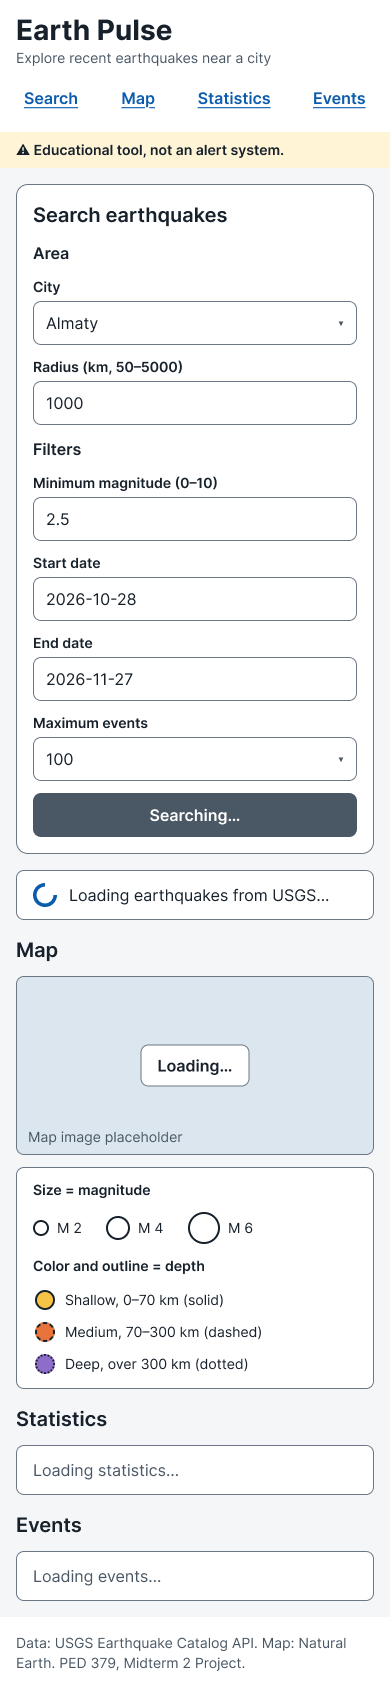 Earth Pulse
Explore recent earthquakes near a city
Search Map Statistics Events
⚠ Educational tool, not an alert system.
Search earthquakes
Area
City
Almaty
Radius (km, 50–5000)
1000
Filters
Minimum magnitude (0–10)
2.5
Start date
2026-10-28
End date
2026-11-27
Maximum events
100
Searching...
Loading earthquakes from USGS...
Map
Loading...
Map image placeholder
Size = magnitude
M 2 M 4 M 6
Color and outline = depth
Shallow, 0–70 km (solid)
Medium, 70–300 km (dashed)
Deep, over 300 km (dotted)
Statistics
Loading statistics...
Events
Loading events...
Data: USGS Earthquake Catalog API. Map: Natural
Earth. PED 379, Midterm 2 Project.